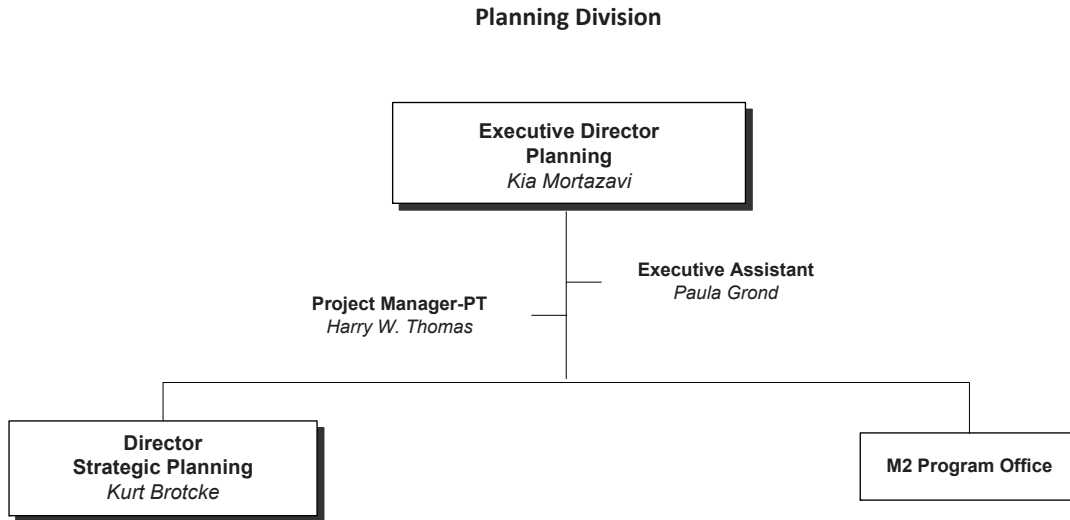 Planning Division
Executive Director
Planning
Kia Mortazavi
Executive Assistant
Paula Grond
Project Manager-PT
Harry W. Thomas
Director
Strategic Planning
Kurt Brotcke
M2 Program Office